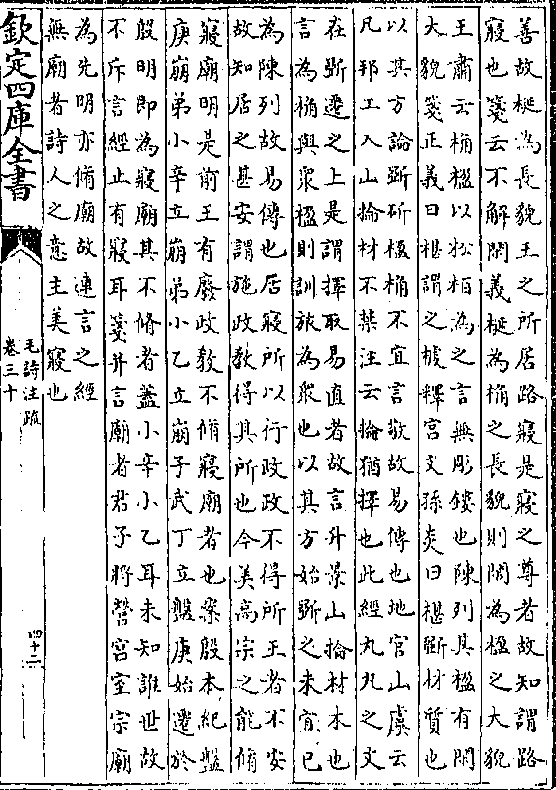 善故梴為長貌王之所居路寢是寢之尊者故知謂路
寢也箋云不解閑義梴為桷之長貌則閑為楹之大貌
王肅云桷楹以松柏為之言無彫鏤也陳列其楹有閑
大貌箋正義曰椹謂之榩釋宮文孫炎曰椹斲材質也
以其方論斲斫楹桷不宜言敬故易傳也地官山虞云
凡邦工入山掄材不禁注云掄猶擇也此經丸丸之文
在斲遷之上是謂擇取易直者故言升景山掄材木也
言為桷與衆楹則訓旅為衆也以其方始斲之未宜已
為陳列故易傳也居寢所以行政政不得所王者不安
故知居之甚安謂施政教得其所也今美高宗之能脩
寢廟明是前王有廢政教不脩寢廟者也案殷本紀盤
庚崩弟小辛立崩弟小乙立崩子武丁立盤庚始遷於
殷明即為寢廟其不脩者蓋小辛小乙耳未知誰世故
不斥言經止有寢耳箋并言廟者君子將營宮室宗廟
為先明亦脩廟故連言之經
無廟者詩人之意主美寢也
欽定四庫全書
毛詩注疏
卷三十
四十二